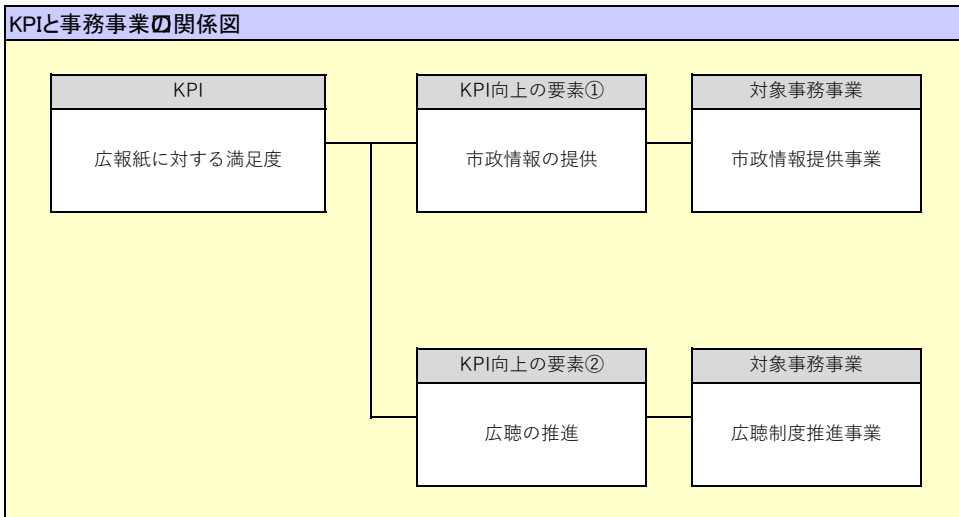 KPIと事務事業の関係図
KPI
KPI向上の要素①
対象事務事業
広報紙に対する満足度
市政情報の提供
市政情報提供事業
KPI向上の要素②
対象事務事業
広聴の推進
広聴制度推進事業